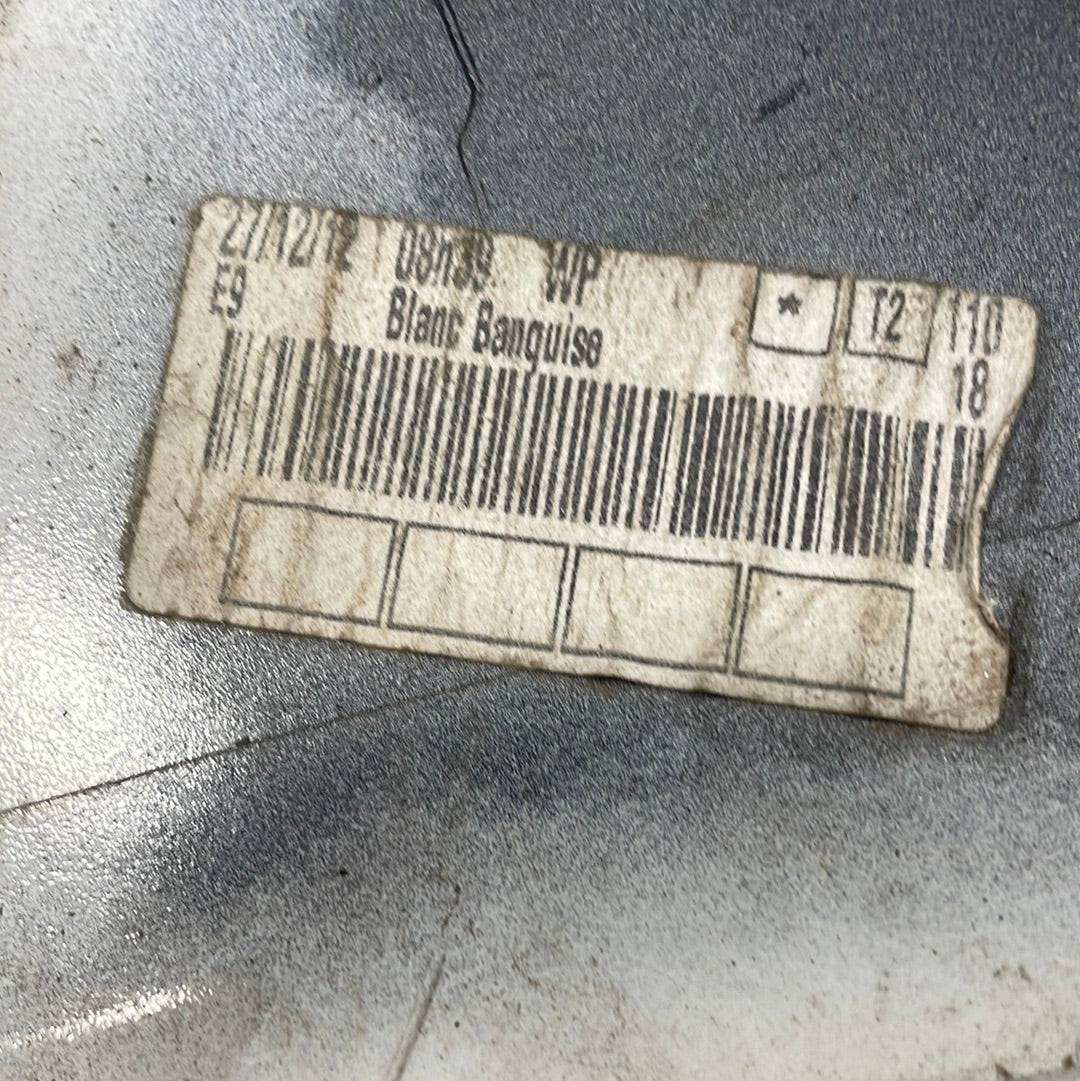 27/12/12 08h39 WP * T2 110
E9 Blanc Banquise 18